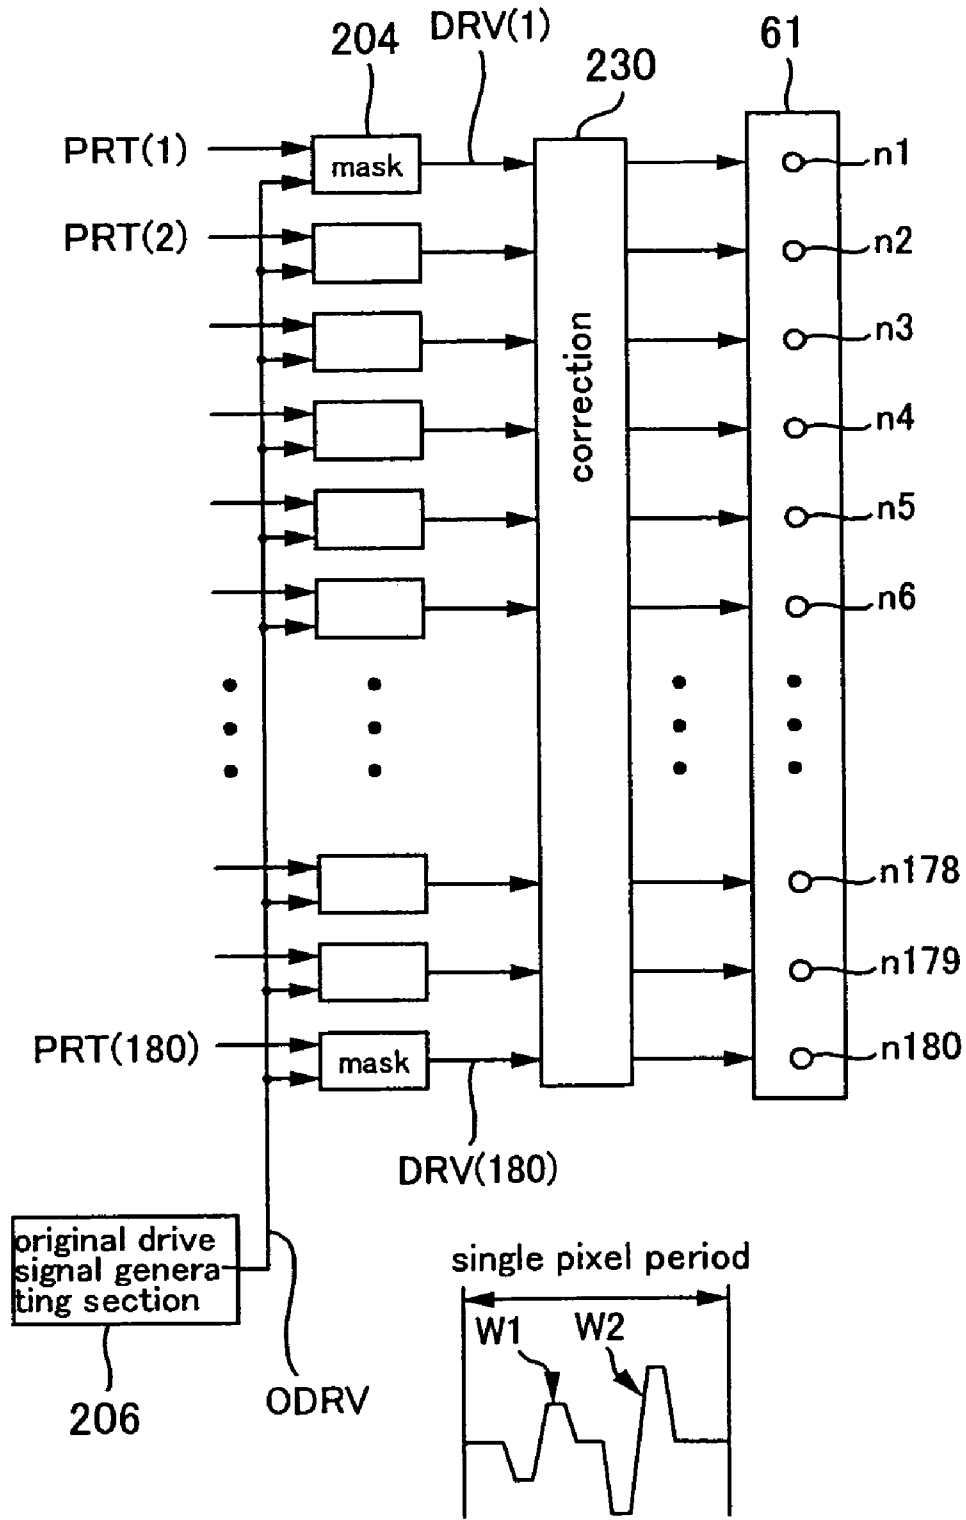 204
DRV(1)
230
61
PRT(1)
mask
n1
PRT(2)
n2
n3
correction
n4
n5
n6
n178
n179
PRT(180)
mask
n180
DRV(180)
original drive
signal genera
ting section
206
ODRV
single pixel period
W1
W2